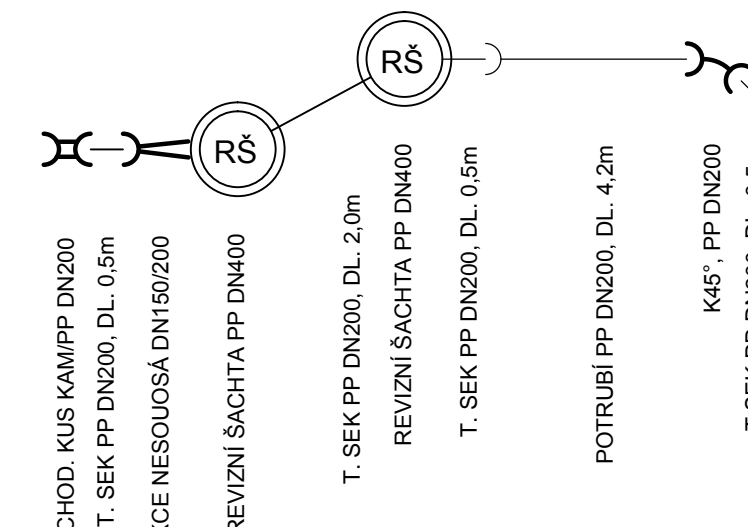 RŠ
RŠ
CHOD. KUS KAM/PP DN200
T. SEK PP DN200, DL. 0,5m
KCE NESOUOSÁ DN150/200
REVIZNÍ ŠACHTA PP DN400
T. SEK PP DN200, DL. 2,0m
REVIZNÍ ŠACHTA PP DN400
T. SEK PP DN200, DL. 0,5m
POTRUBÍ PP DN200, DL. 4,2m
K45°, PP DN200